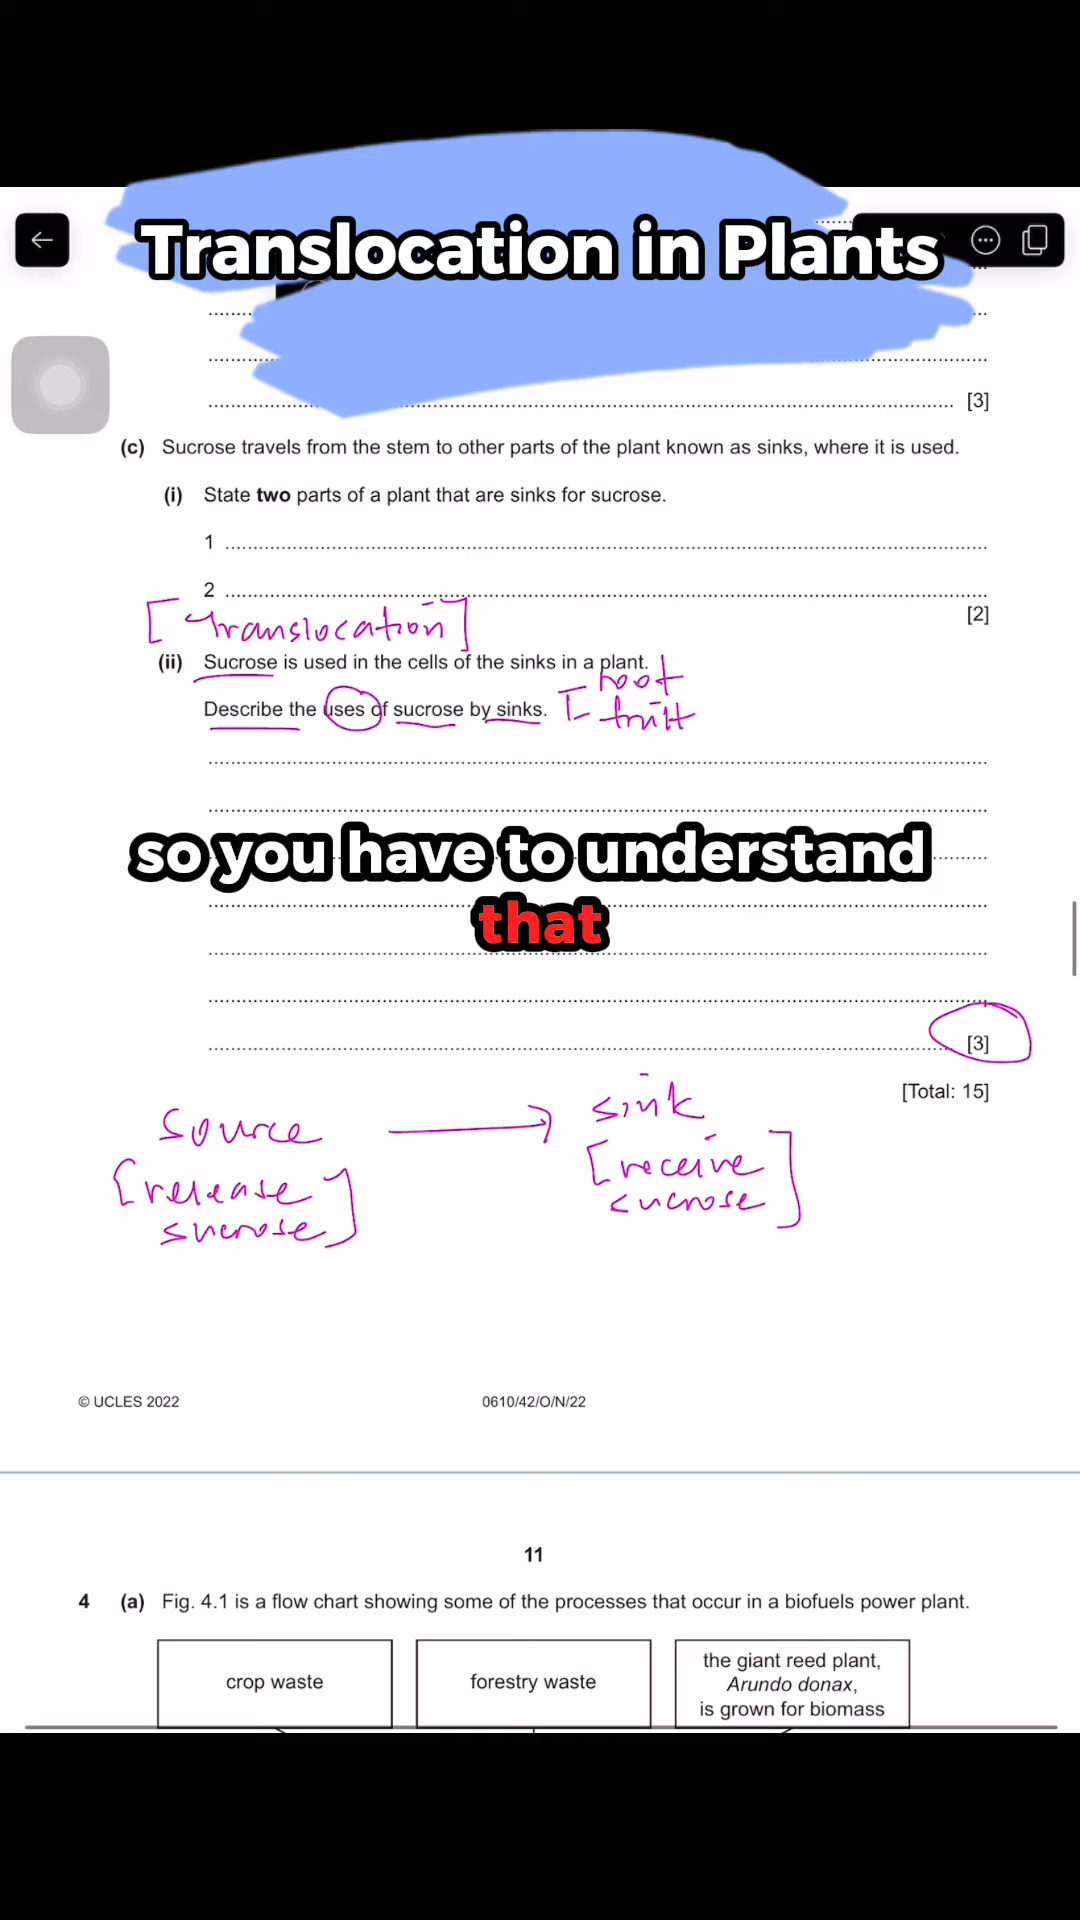 Translocation in Plants
[3]
(c) Sucrose travels from the stem to other parts of the plant known as sinks, where it is used.
(i) State two parts of a plant that are sinks for sucrose.
1
2
[2]
[Translocation]
(ii) Sucrose is used in the cells of the sinks in a plant.
root
Describe the uses of sucrose by sinks.
fruit
so you have to understand
that
[3]
[Total: 15]
source
sink
[release
sucrose]
[receive
sucrose]
© UCLES 2022
0610/42/O/N/22
11
4 (a) Fig. 4.1 is a flow chart showing some of the processes that occur in a biofuels power plant.
crop waste
forestry waste
the giant reed plant,
Arundo donax,
is grown for biomass